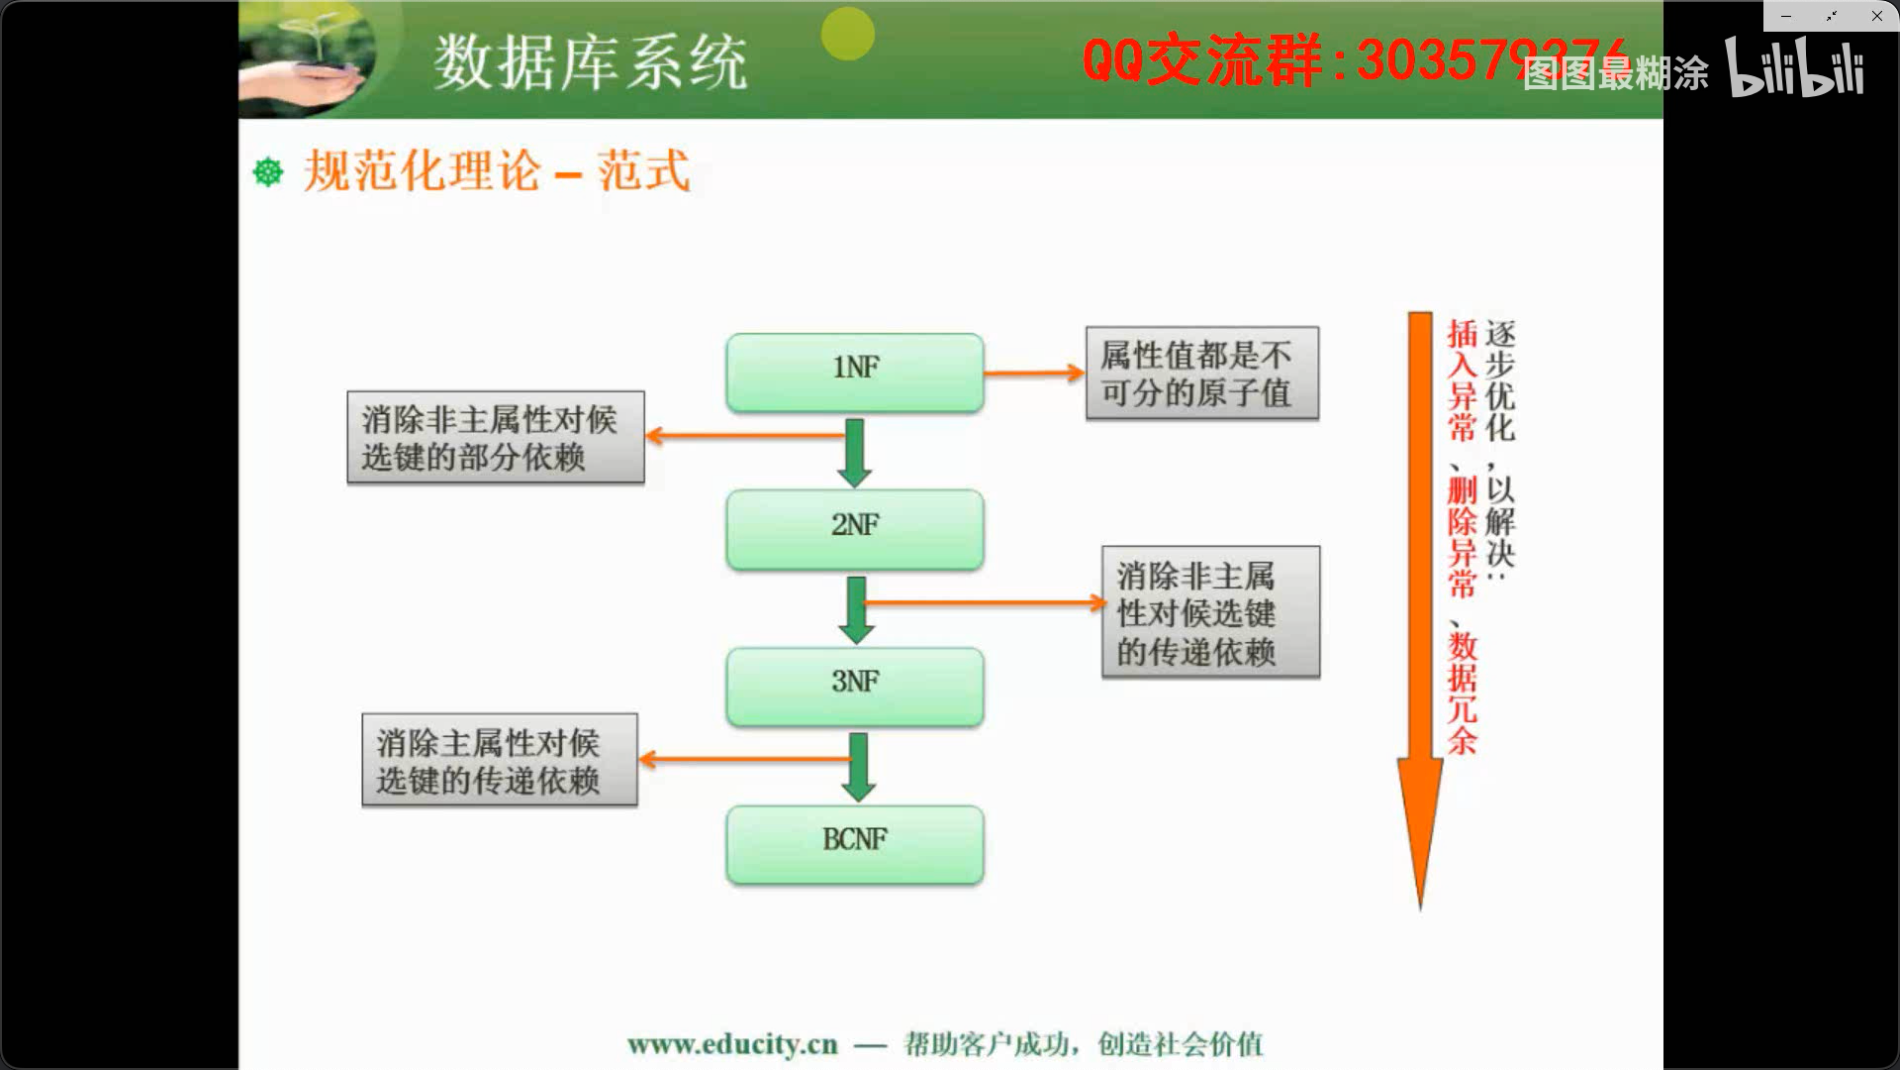 数据库系统
QQ交流群:303579376
图图最糊涂 bilibili
规范化理论 – 范式
1NF
属性值都是不
可分的原子值
消除非主属性对候
选键的部分依赖
2NF
消除非主属
性对候选键
的传递依赖
3NF
消除主属性对候
选键的传递依赖
BCNF
逐步优化,以解决:
插入异常、删除异常、数据冗余
www.educity.cn — 帮助客户成功，创造社会价值